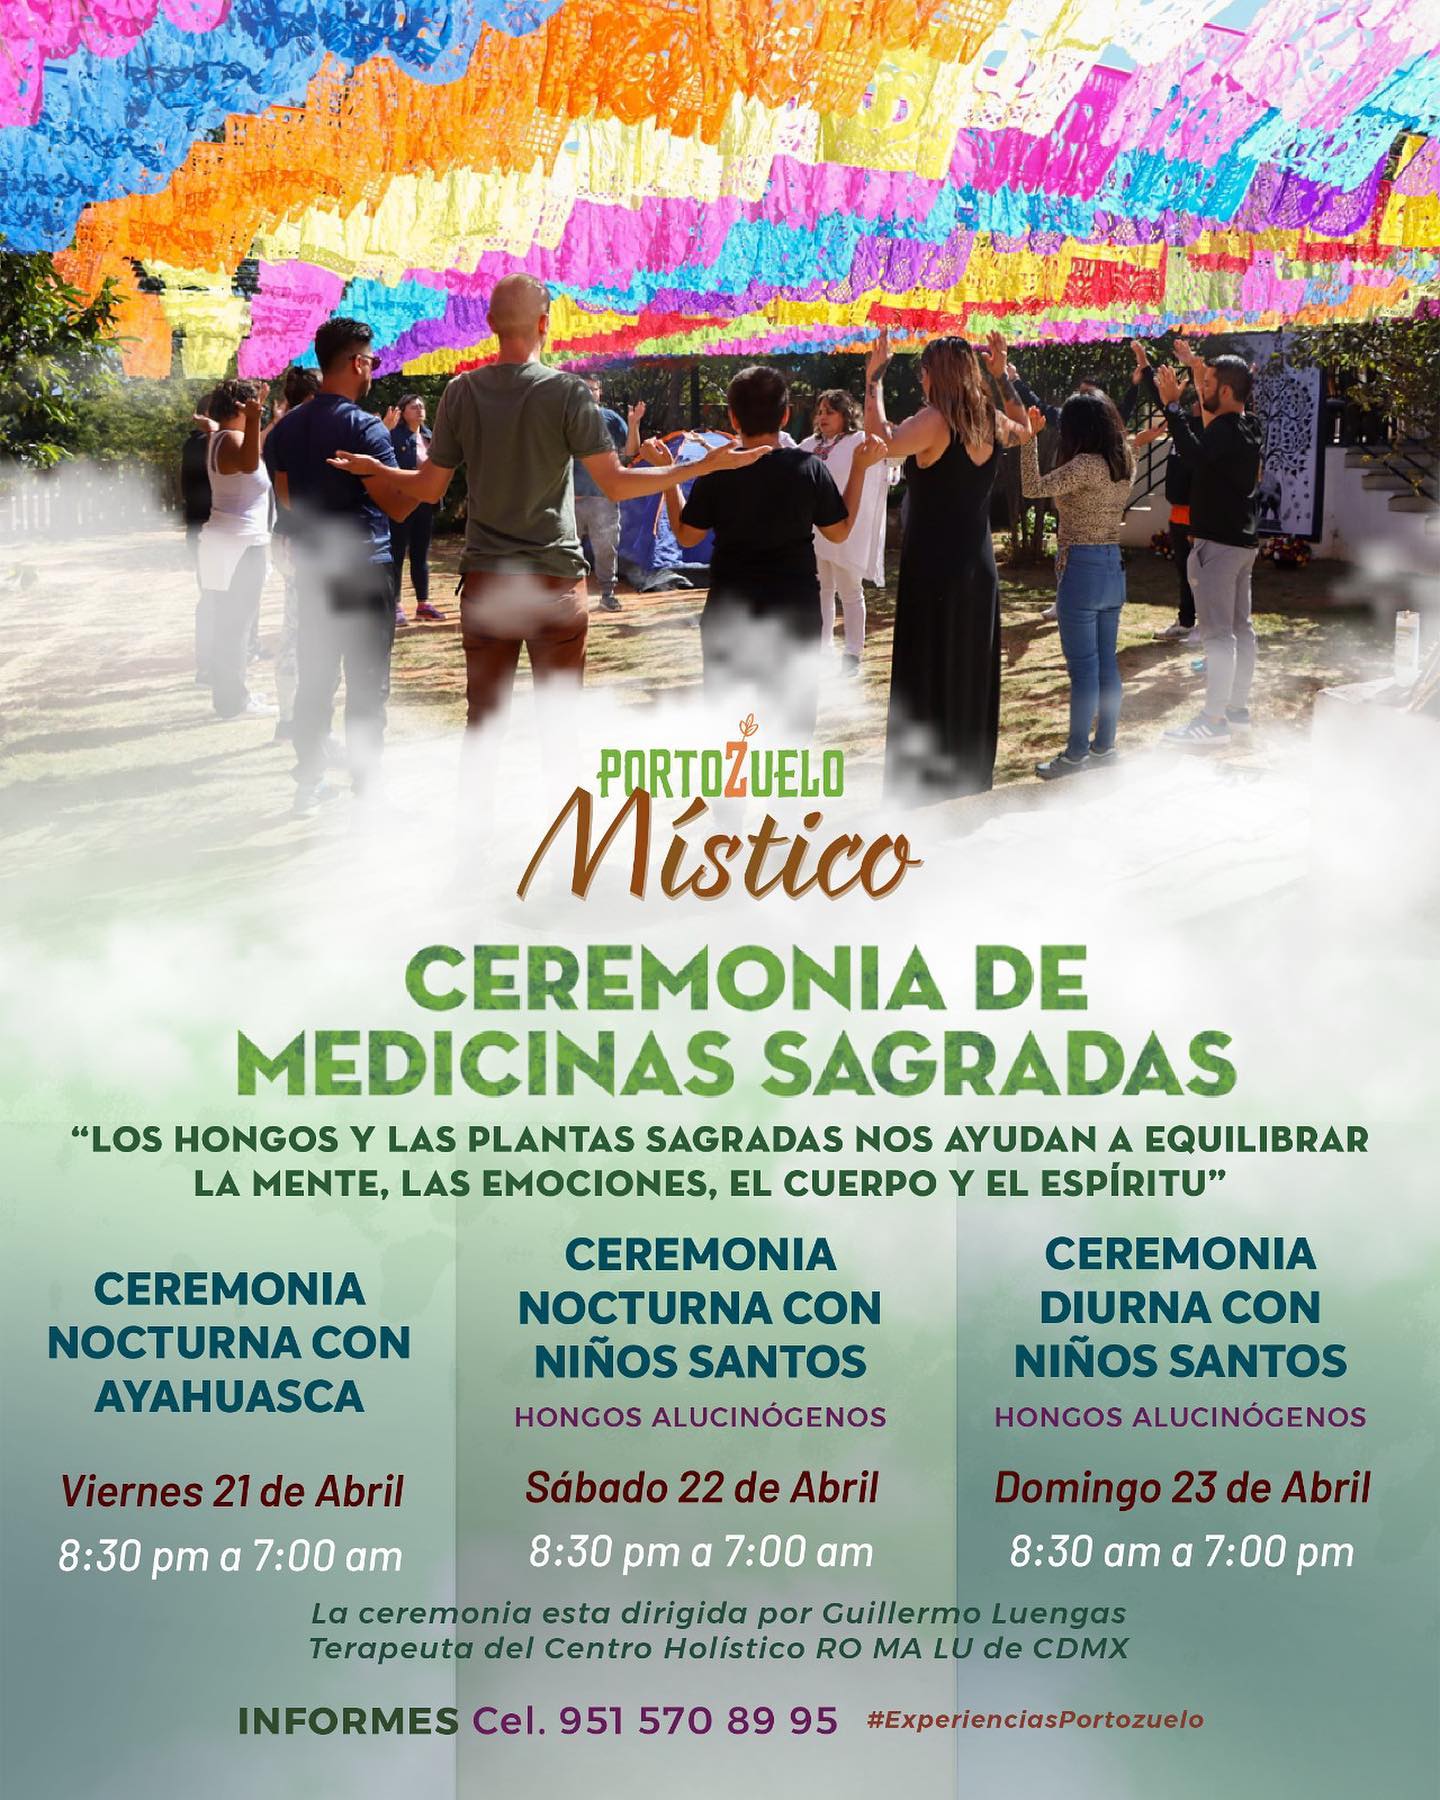 PORTOZUELO
Místico
CEREMONIA DE
MEDICINAS SAGRADAS
“LOS HONGOS Y LAS PLANTAS SAGRADAS NOS AYUDAN A EQUILIBRAR
LA MENTE, LAS EMOCIONES, EL CUERPO Y EL ESPÍRITU”
CEREMONIA
NOCTURNA CON
AYAHUASCA
Viernes 21 de Abril
8:30 pm a 7:00 am
CEREMONIA
NOCTURNA CON
NIÑOS SANTOS
HONGOS ALUCINÓGENOS
Sábado 22 de Abril
8:30 pm a 7:00 am
CEREMONIA
DIURNA CON
NIÑOS SANTOS
HONGOS ALUCINÓGENOS
Domingo 23 de Abril
8:30 am a 7:00 pm
La ceremonia esta dirigida por Guillermo Luengas
Terapeuta del Centro Holístico RO MA LU de CDMX
INFORMES Cel. 951 570 89 95 #ExperienciasPortozuelo